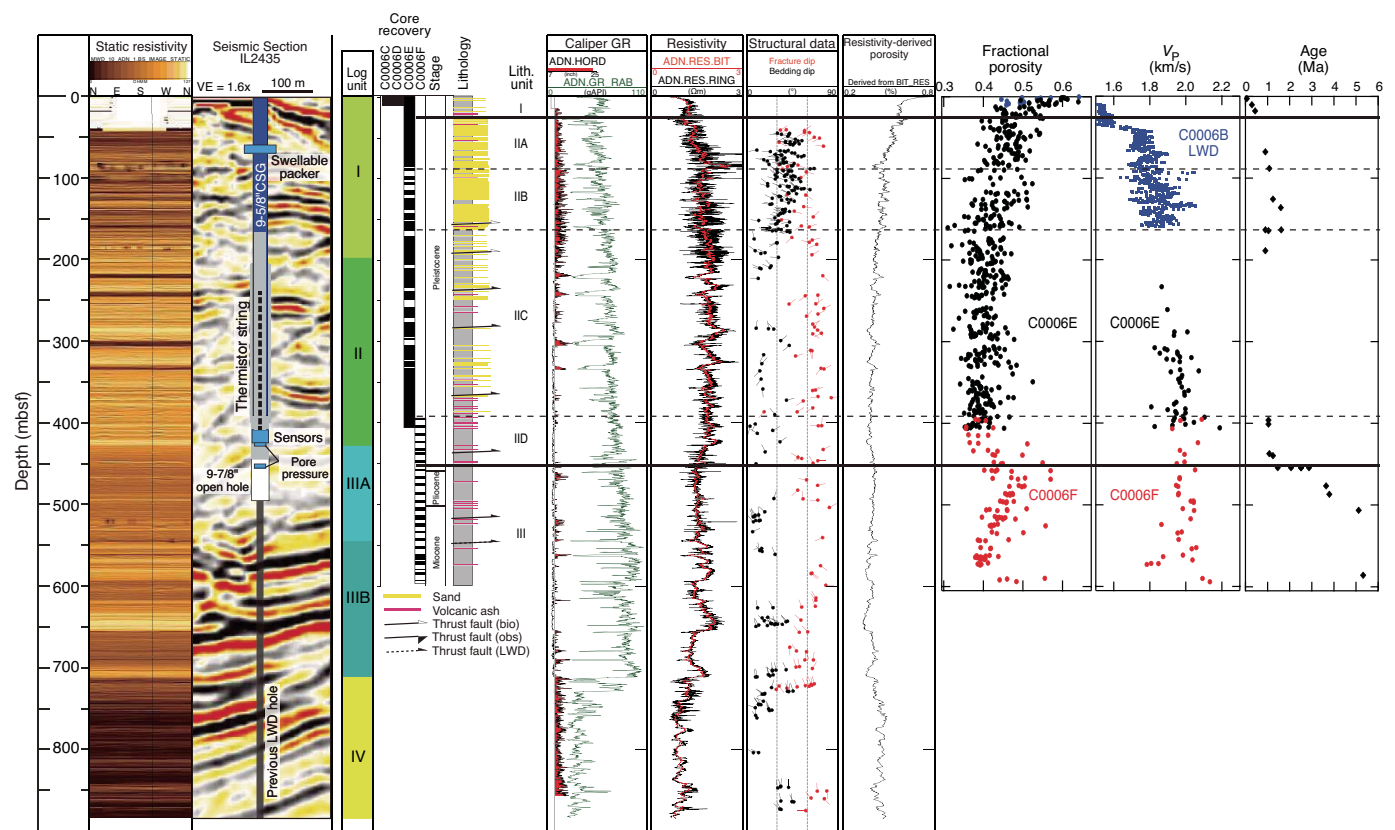 Core
recovery
Static resistivity
MWD_10_ADN_1:BS IMAGE STATIC
OHMM
N E S W N
Seismic Section
IL2435
VE = 1.6x 100 m
Log
unit
C0006C
C0006D
C0006E
C0006F
Stage
Lithology
Lith.
unit
Caliper GR
ADN.HORD
7 (inch) 25
ADN.GR_RAB
0 (gAPI) 110
Resistivity
ADN.RES.BIT
0 3
ADN.RES.RING
0 (Ωm) 3
Structural data
Fracture dip
Bedding dip
0 (°) 90
Resistivity-derived
porosity
Derived from BIT_RES
0.2 (%) 0.8
Fractional
porosity
0.3 0.4 0.5 0.6
VP
(km/s)
1.6 1.8 2.0 2.2
Age
(Ma)
0 1 2 3 4 5 6
Depth (mbsf)
0
100
200
300
400
500
600
700
800
9-5/8"CSG
Swellable
packer
Thermistor string
Sensors
Pore
pressure
9-7/8"
open hole
Previous LWD hole
I
II
IIIA
IIIB
IV
Pleistocene
Pliocene
Miocene
I
IIA
IIB
IIC
IID
III
Sand
Volcanic ash
Thrust fault (bio)
Thrust fault (obs)
Thrust fault (LWD)
C0006E
C0006F
C0006B
LWD
C0006E
C0006F